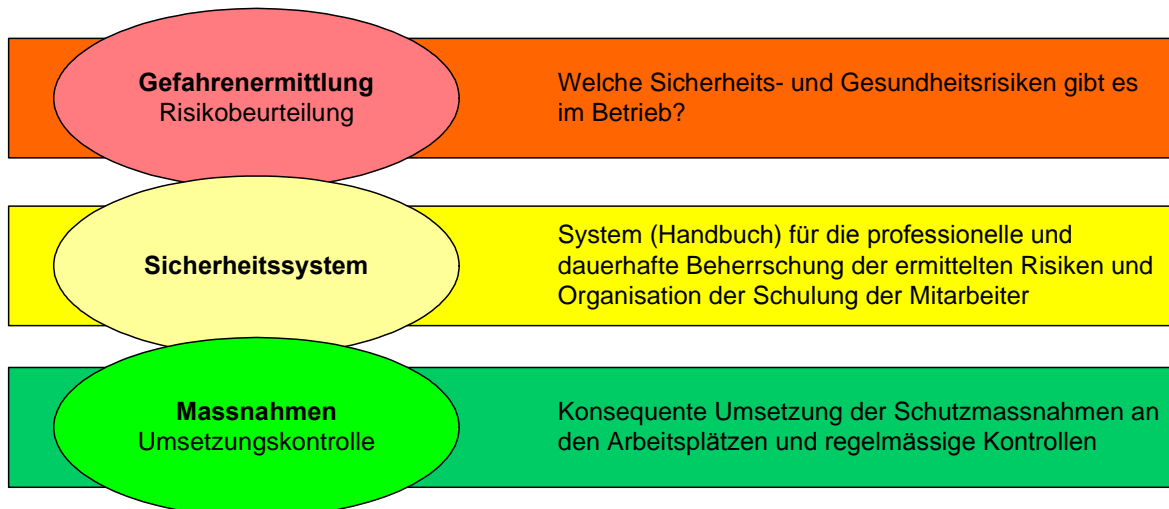 Gefahrenermittlung
Risikobeurteilung
Welche Sicherheits- und Gesundheitsrisiken gibt es
im Betrieb?
Sicherheitssystem
System (Handbuch) für die professionelle und
dauerhafte Beherrschung der ermittelten Risiken und
Organisation der Schulung der Mitarbeiter
Massnahmen
Umsetzungskontrolle
Konsequente Umsetzung der Schutzmassnahmen an
den Arbeitsplätzen und regelmässige Kontrollen